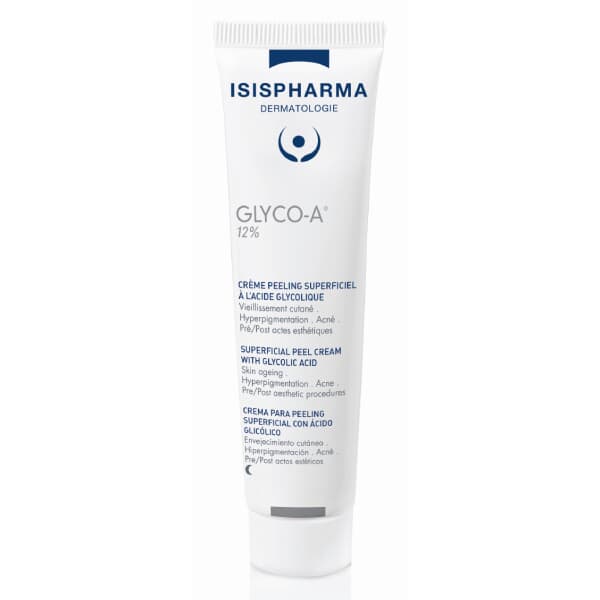 ISISPHARMA
DERMATOLOGIE
GLYCO-A®
12%
CRÈME PEELING SUPERFICIEL
À L'ACIDE GLYCOLIQUE
Vieillissement cutané .
Hyperpigmentation . Acné .
Pré/Post actes esthétiques
SUPERFICIAL PEEL CREAM
WITH GLYCOLIC ACID
Skin ageing .
Hyperpigmentation . Acne .
Pre/Post aesthetic procedures
CREMA PARA PEELING
SUPERFICIAL CON ÁCIDO
GLICÓLICO
Envejecimiento cutánea .
Hiperpigmentación . Acné .
Pre/Post actos estéticos